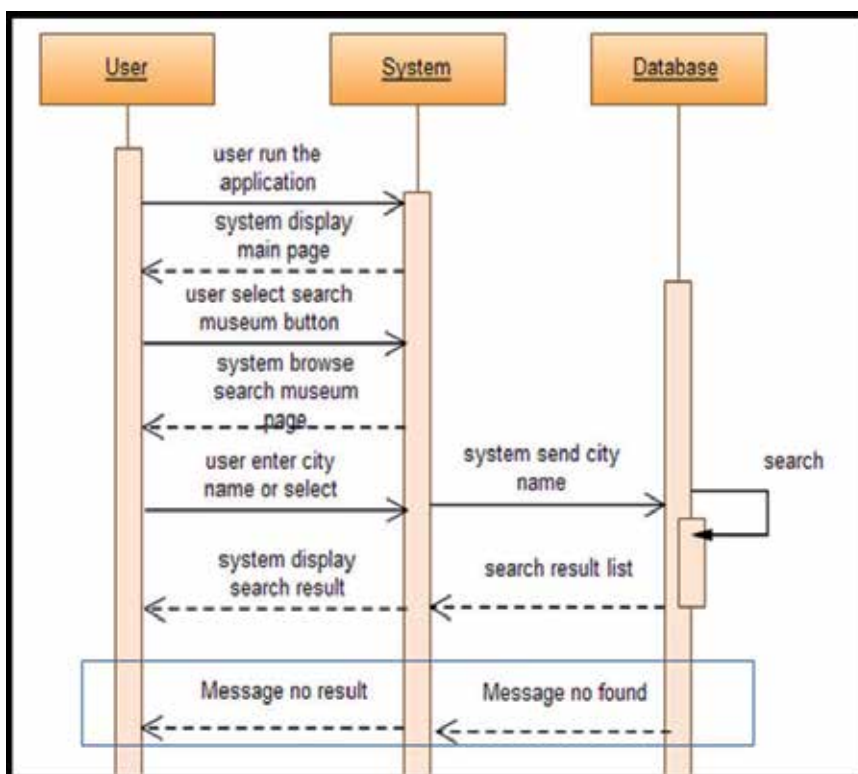 User
System
Database
user run the
application
system display
main page
user select search
museum button
system browse
search museum
page
user enter city
name or select
system send city
name
search
system display
search result
search result list
Message no result
Message no found